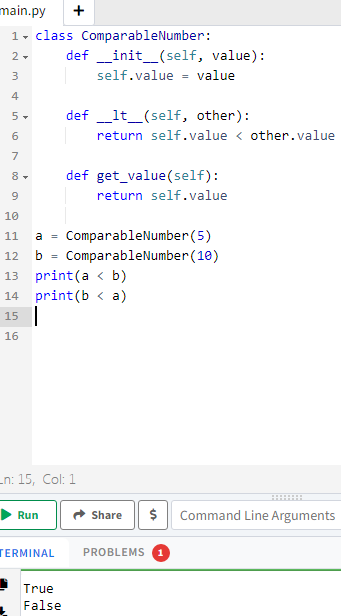 main.py +
1 class ComparableNumber:
2     def __init__(self, value):
3         self.value = value
4
5     def __lt__(self, other):
6         return self.value < other.value
7
8     def get_value(self):
9         return self.value
10
11 a = ComparableNumber(5)
12 b = ComparableNumber(10)
13 print(a < b)
14 print(b < a)
15
16
Ln: 15, Col: 1
Run Share $ Command Line Arguments
TERMINAL PROBLEMS 1
True
False